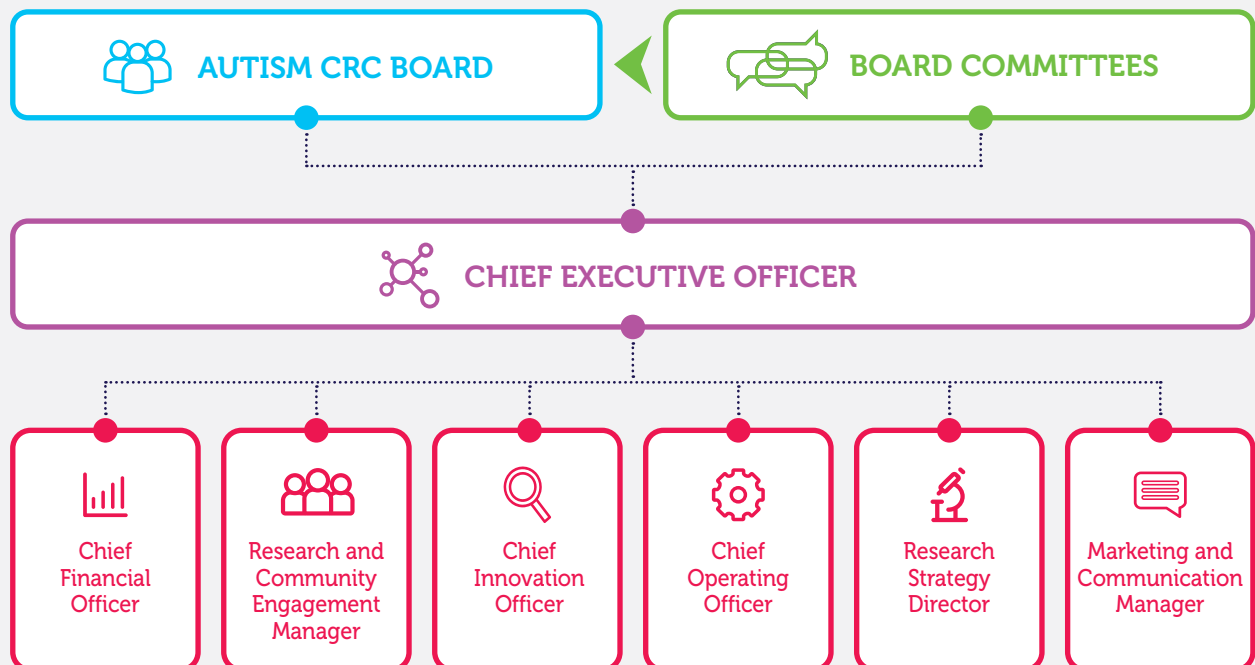 AUTISM CRC BOARD
BOARD COMMITTEES
CHIEF EXECUTIVE OFFICER
Chief
Financial
Officer
Research and
Community
Engagement
Manager
Chief
Innovation
Officer
Chief
Operating
Officer
Research
Strategy
Director
Marketing and
Communication
Manager